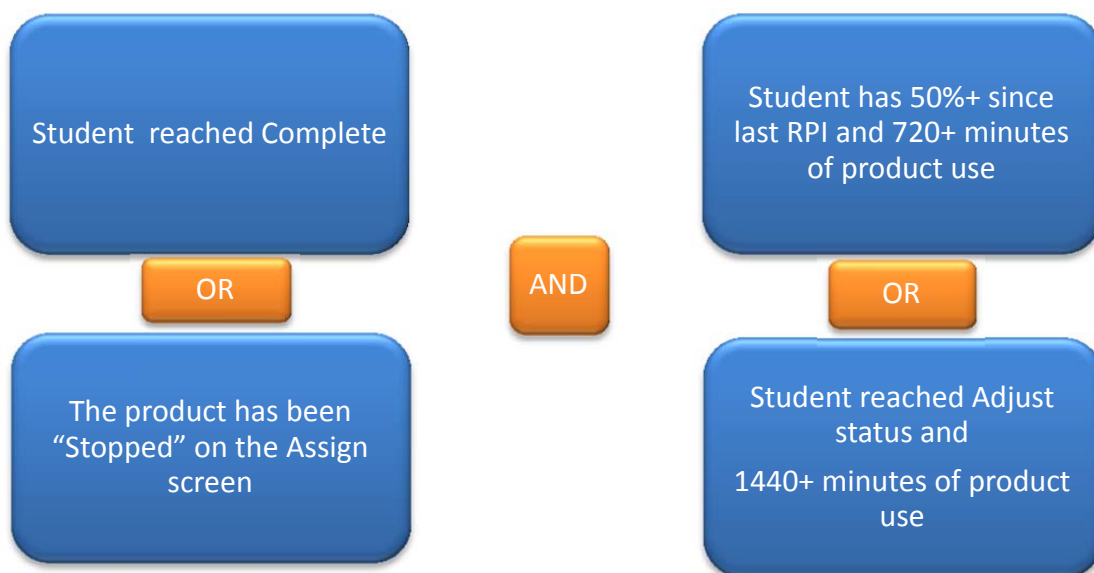 Student reached Complete
OR
The product has been
“Stopped” on the Assign
screen
AND
Student has 50%+ since
last RPI and 720+ minutes
of product use
OR
Student reached Adjust
status and
1440+ minutes of product
use